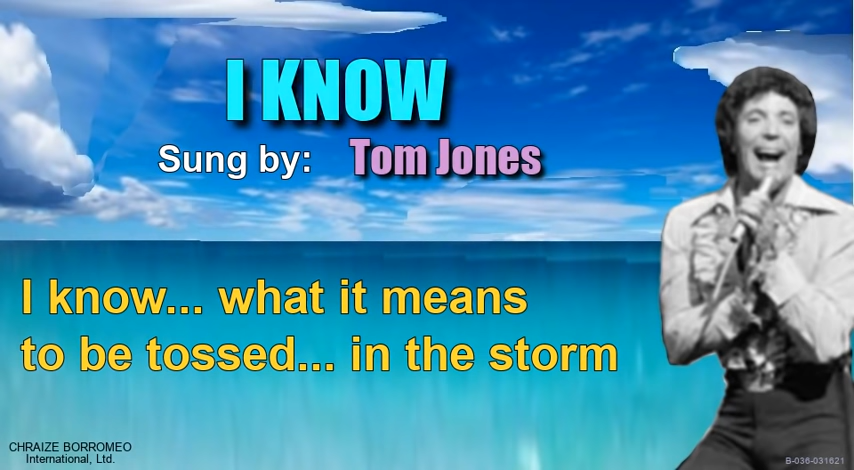 I KNOW
Sung by: Tom Jones
I know... what it means
to be tossed... in the storm
CHRAIZE BORROMEO
International, Ltd.
B-036-031621